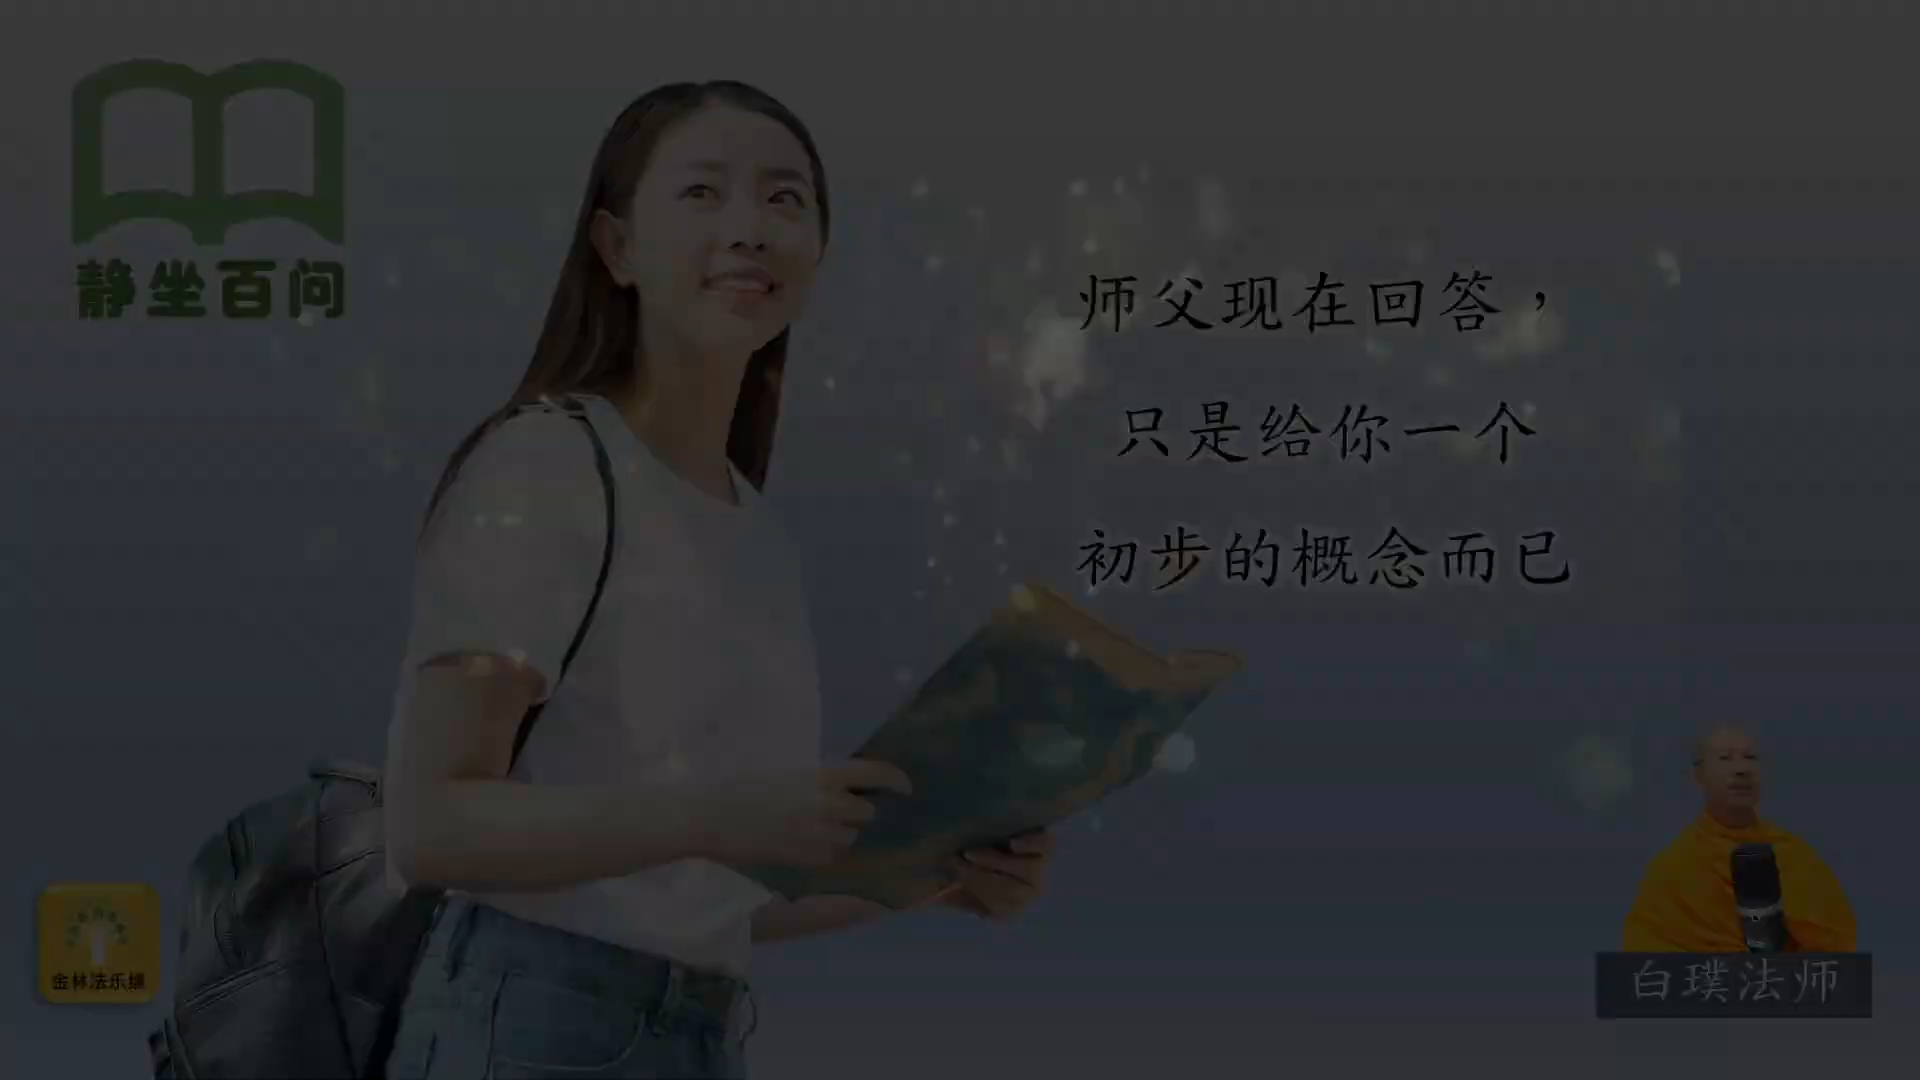 静坐百问
师父现在回答，
只是给你一个
初步的概念而已
金林法乐摄
白璞法师